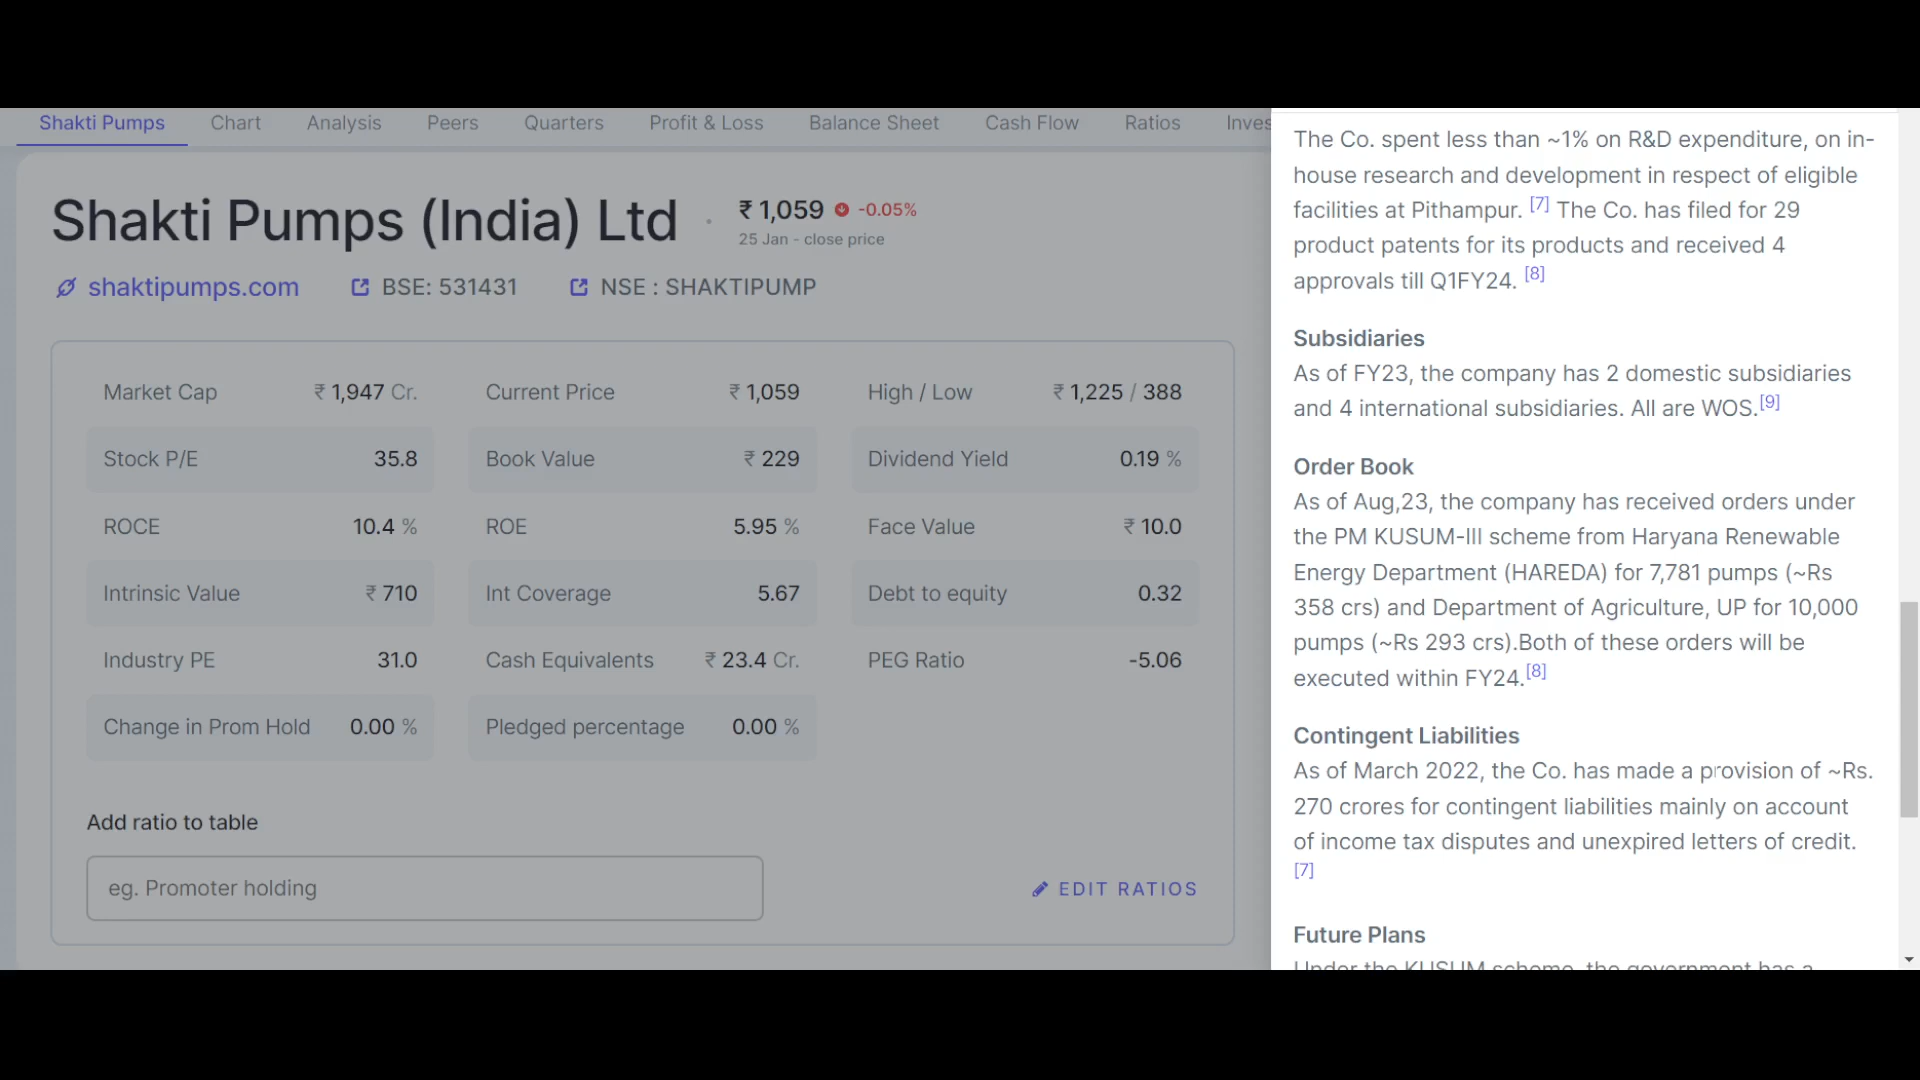 Shakti Pumps Chart Analysis Peers Quarters Profit & Loss Balance Sheet Cash Flow Ratios Inves
Shakti Pumps (India) Ltd · ₹ 1,059 -0.05%
25 Jan - close price
shaktipumps.com BSE: 531431 NSE : SHAKTIPUMP
Market Cap ₹ 1,947 Cr. Current Price ₹ 1,059 High / Low ₹ 1,225 / 388
Stock P/E 35.8 Book Value ₹ 229 Dividend Yield 0.19 %
ROCE 10.4 % ROE 5.95 % Face Value ₹ 10.0
Intrinsic Value ₹ 710 Int Coverage 5.67 Debt to equity 0.32
Industry PE 31.0 Cash Equivalents ₹ 23.4 Cr. PEG Ratio -5.06
Change in Prom Hold 0.00 % Pledged percentage 0.00 %
Add ratio to table
eg. Promoter holding EDIT RATIOS
The Co. spent less than ~1% on R&D expenditure, on in-
house research and development in respect of eligible
facilities at Pithampur. [7] The Co. has filed for 29
product patents for its products and received 4
approvals till Q1FY24. [8]
Subsidiaries
As of FY23, the company has 2 domestic subsidiaries
and 4 international subsidiaries. All are WOS.[9]
Order Book
As of Aug,23, the company has received orders under
the PM KUSUM-III scheme from Haryana Renewable
Energy Department (HAREDA) for 7,781 pumps (~Rs
358 crs) and Department of Agriculture, UP for 10,000
pumps (~Rs 293 crs).Both of these orders will be
executed within FY24.[8]
Contingent Liabilities
As of March 2022, the Co. has made a provision of ~Rs.
270 crores for contingent liabilities mainly on account
of income tax disputes and unexpired letters of credit.
[7]
Future Plans
Under the KUSUM scheme, the government has a